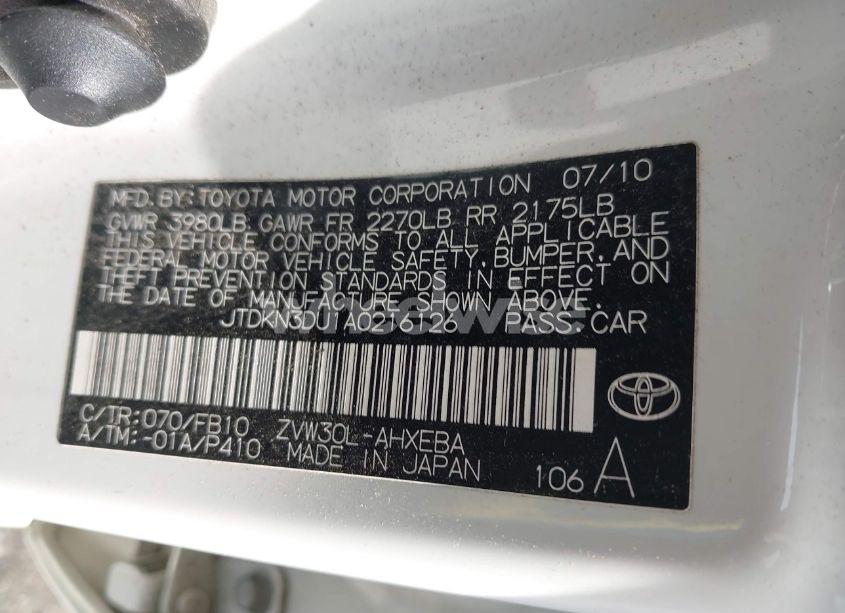 MFD. BY: TOYOTA MOTOR CORPORATION 07/10
GVWR 3980LB. GAWR FR 2270LB RR 2175LB
THIS VEHICLE CONFORMS TO ALL APPLICABLE
FEDERAL MOTOR VEHICLE SAFETY, BUMPER, AND
THEFT PREVENTION STANDARDS IN EFFECT ON
THE DATE OF MANUFACTURE SHOWN ABOVE.
PASS. CAR
C/TR: 070/FB10 ZVW30L-AHXEBA
A/TM: -01A/P410 MADE IN JAPAN
106 A